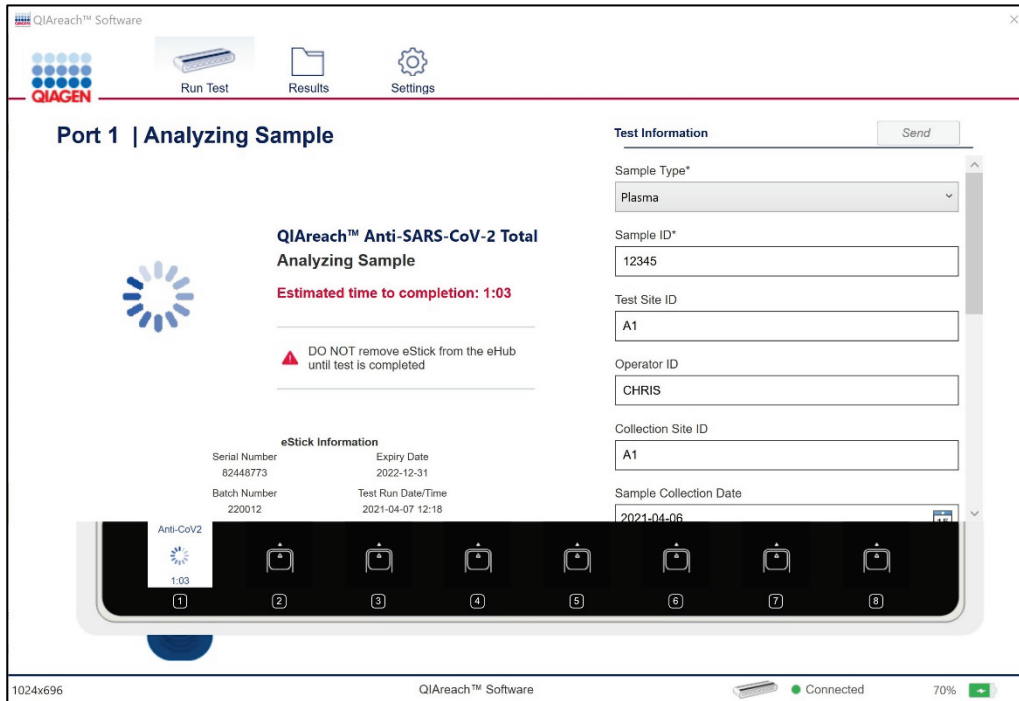 QIAreach™ Software
QIAGEN
Run Test
Results
Settings
Port 1 | Analyzing Sample
QIAreach™ Anti-SARS-CoV-2 Total
Analyzing Sample
Estimated time to completion: 1:03
DO NOT remove eStick from the eHub
until test is completed
eStick Information
Serial Number Expiry Date
82448773 2022-12-31
Batch Number Test Run Date/Time
220012 2021-04-07 12:18
Test Information
Send
Sample Type*
Plasma
Sample ID*
12345
Test Site ID
A1
Operator ID
CHRIS
Collection Site ID
A1
Sample Collection Date
2021-04-06
Anti-CoV2
1:03
1 2 3 4 5 6 7 8
1024x696 QIAreach™ Software Connected 70%